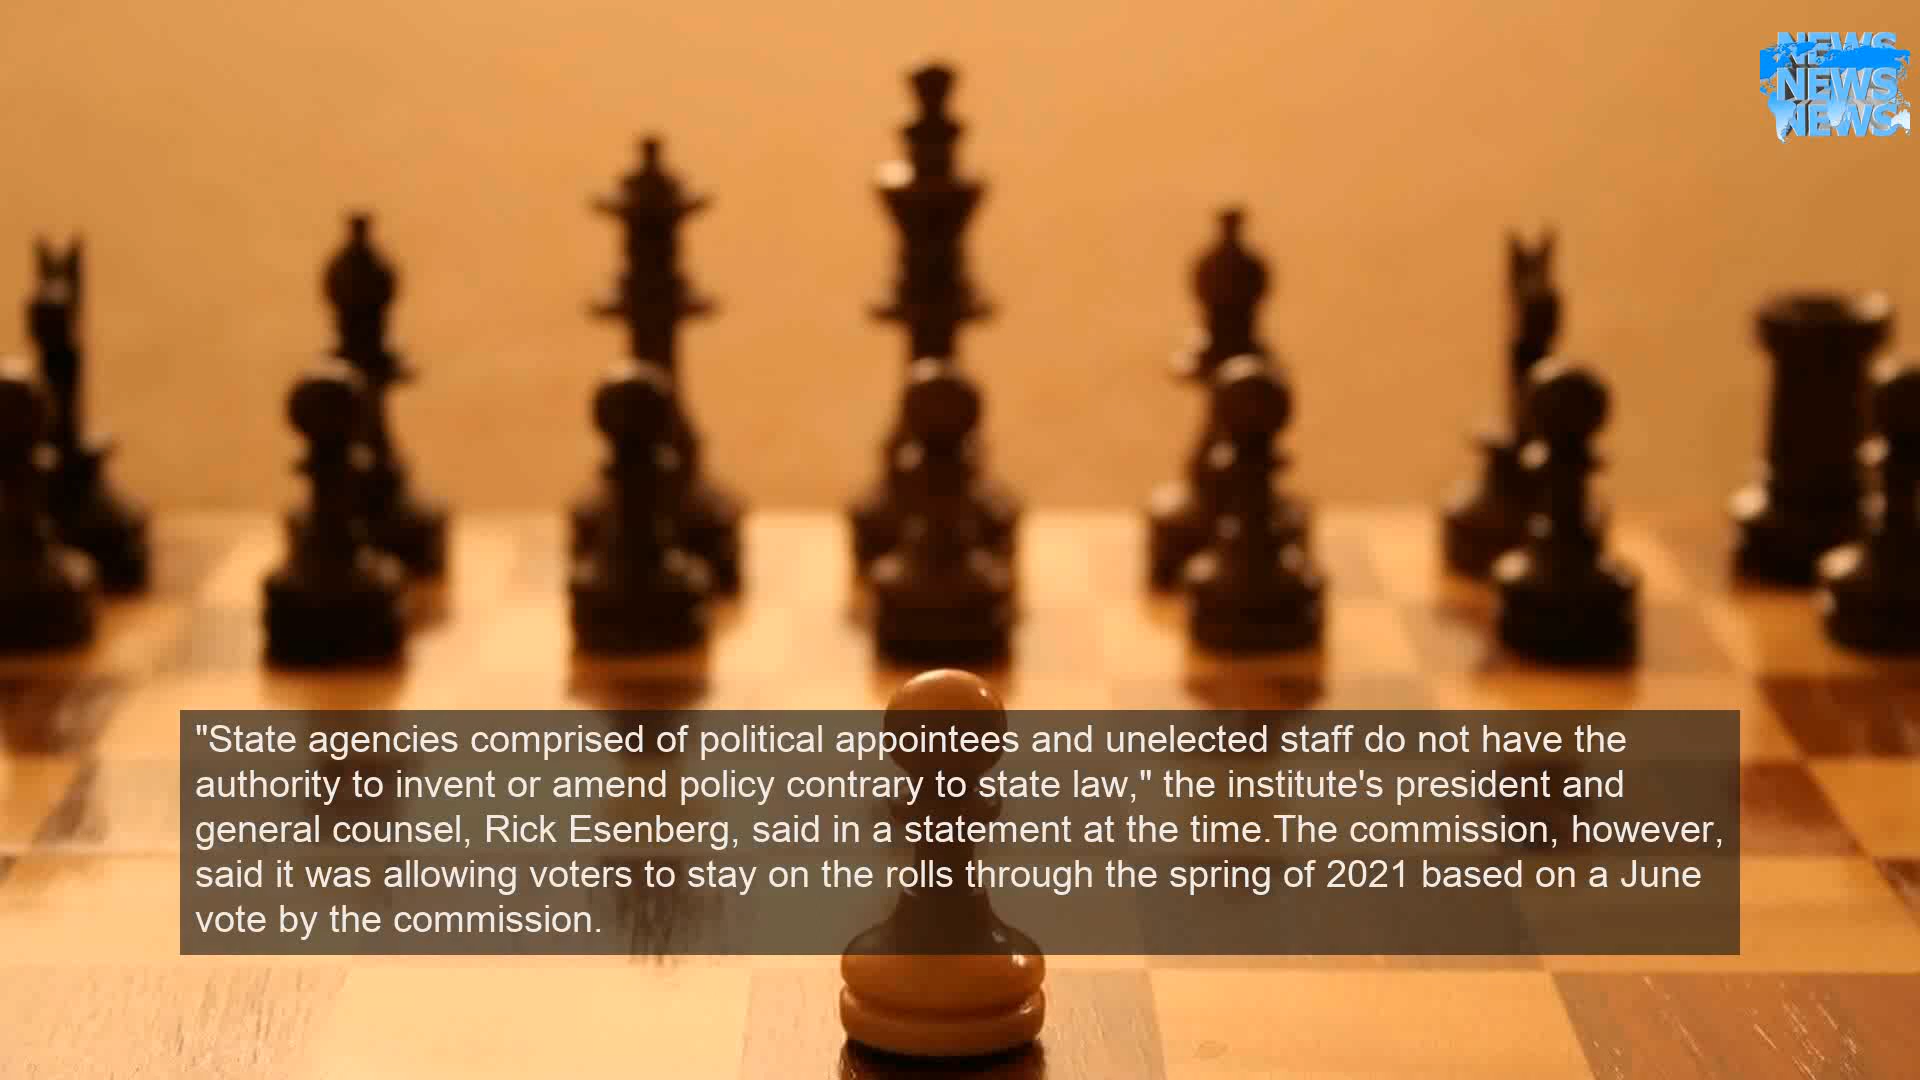 NEWS
NEWS
NEWS
"State agencies comprised of political appointees and unelected staff do not have the
authority to invent or amend policy contrary to state law," the institute's president and
general counsel, Rick Esenberg, said in a statement at the time.The commission, however,
said it was allowing voters to stay on the rolls through the spring of 2021 based on a June
vote by the commission.